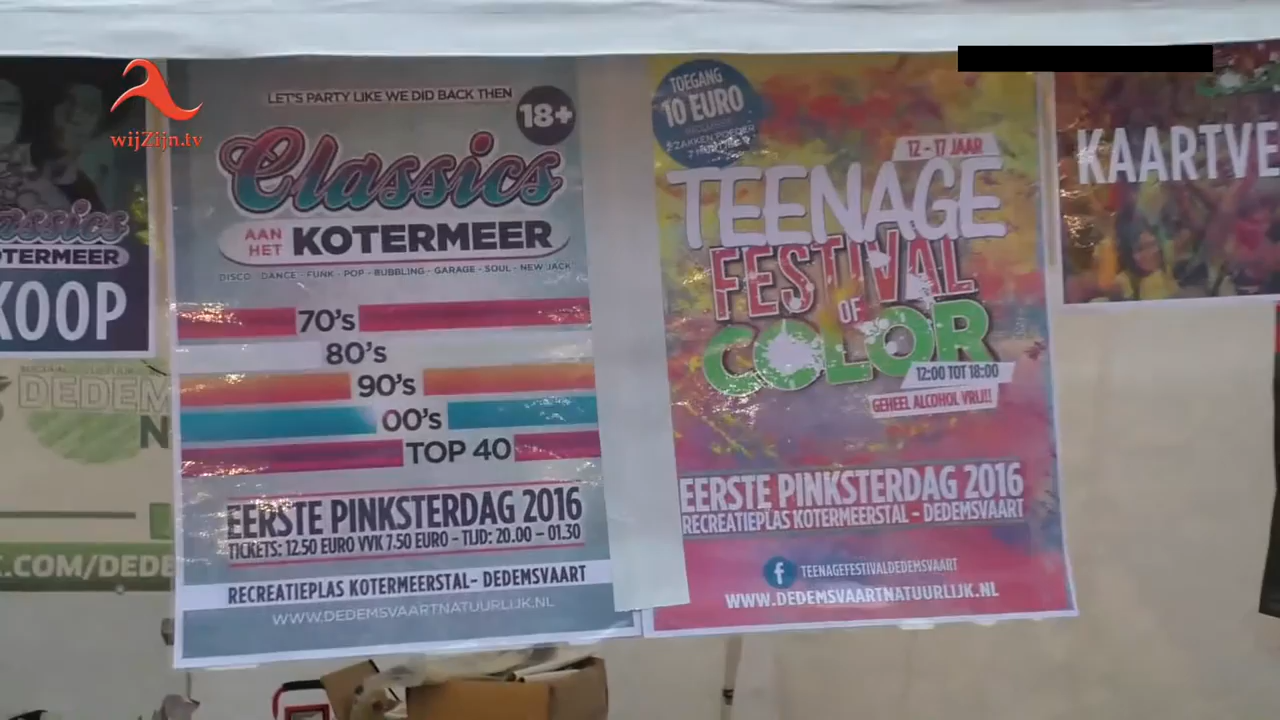 wijZijn.tv
assics
OTERMEER
KOOP
DEDEM
N
.COM/DEDE
LET'S PARTY LIKE WE DID BACK THEN
18+
Classics
AAN HET KOTERMEER
DISCO - DANCE - FUNK - POP - BUBBLING - GARAGE - SOUL - NEW JACK
70's
80's
90's
00's
TOP 40
EERSTE PINKSTERDAG 2016
TICKETS: 12.50 EURO VVK 7.50 EURO - TIJD: 20.00 - 01.30
RECREATIEPLAS KOTERMEERSTAL- DEDEMSVAART
WWW.DEDEMSVAARTNATUURLIJK.NL
TOEGANG
10 EURO
12 - 17 JAAR
TEENAGE
FESTIVAL
OF
COLOR
12:00 TOT 18:00
GEHEEL ALCOHOL VRIJ!!
EERSTE PINKSTERDAG 2016
RECREATIEPLAS KOTERMEERSTAL - DEDEMSVAART
f TEENAGEFESTIVALDEDEMSVAART
WWW.DEDEMSVAARTNATUURLIJK.NL
KAARTVE